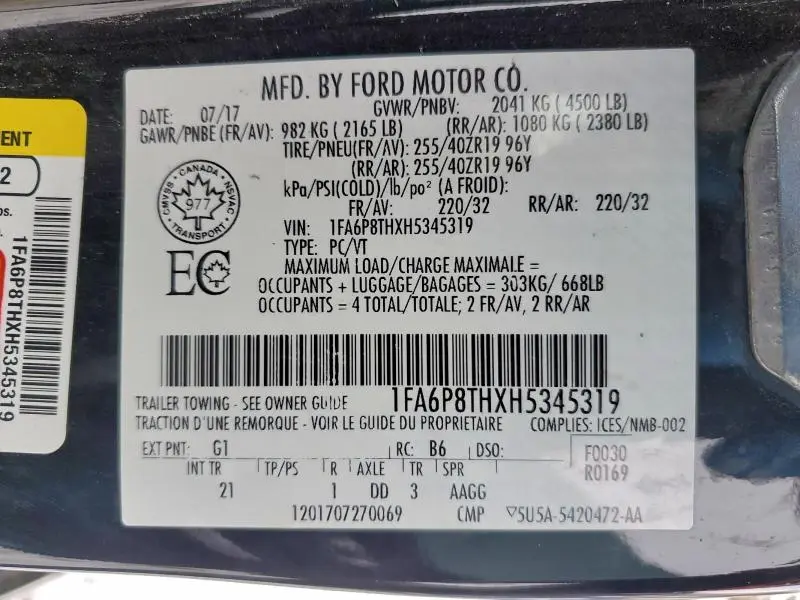 MFD. BY FORD MOTOR CO.
DATE: 07/17 GVWR/PNBV: 2041 KG ( 4500 LB)
GAWR/PNBE (FR/AV): 982 KG ( 2165 LB) (RR/AR): 1080 KG ( 2380 LB)
TIRE/PNEU(FR/AV): 255/40ZR19 96Y
(RR/AR): 255/40ZR19 96Y
kPa/PSI(COLD)/lb/po² (A FROID):
FR/AV: 220/32 RR/AR: 220/32
CANADA
CMVSS
977
NSVAC
TRANSPORT
EC
VIN: 1FA6P8THXH5345319
TYPE: PC/VT
MAXIMUM LOAD/CHARGE MAXIMALE =
OCCUPANTS + LUGGAGE/BAGAGES = 303KG/ 668LB
OCCUPANTS = 4 TOTAL/TOTALE; 2 FR/AV, 2 RR/AR
TRAILER TOWING - SEE OWNER GUIDE 1FA6P8THXH5345319
TRACTION D'UNE REMORQUE - VOIR LE GUIDE DU PROPRIETAIRE COMPLIES: ICES/NMB-002
EXT PNT: G1 RC: B6 DSO: F0030
R0169
INT TR TP/PS R AXLE TR SPR
21 1 DD 3 AAGG
1201707270069 CMP ▽5U5A-5420472-AA
ENT
2
os.
1FA6P8THXH5345319